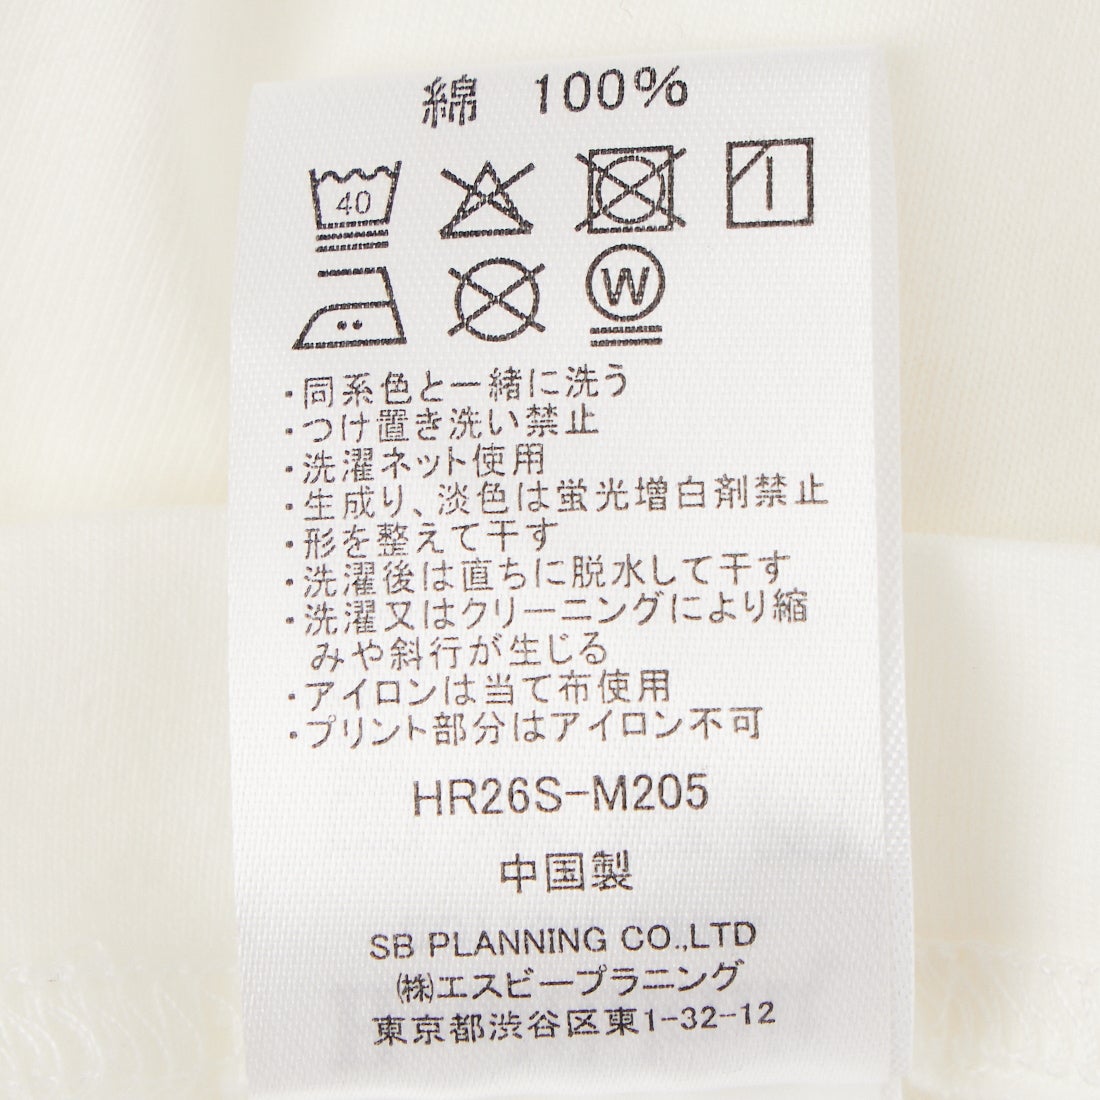 綿 100%
40
W
・同系色と一緒に洗う
・つけ置き洗い禁止
・洗濯ネット使用
・生成り、淡色は蛍光増白剤禁止
・形を整えて干す
・洗濯後は直ちに脱水して干す
・洗濯又はクリーニングにより縮
みや斜行が生じる
・アイロンは当て布使用
・プリント部分はアイロン不可
HR26S-M205
中国製
SB PLANNING CO.,LTD
㈱エスビープラニング
東京都渋谷区東1-32-12